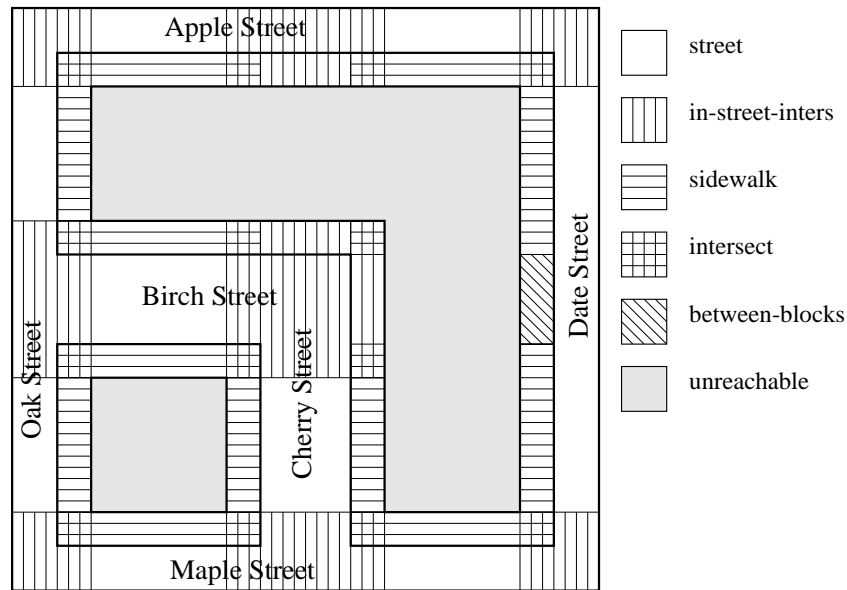 Apple Street
Birch Street
Oak Street
Cherry Street
Date Street
Maple Street
street
in-street-inters
sidewalk
intersect
between-blocks
unreachable